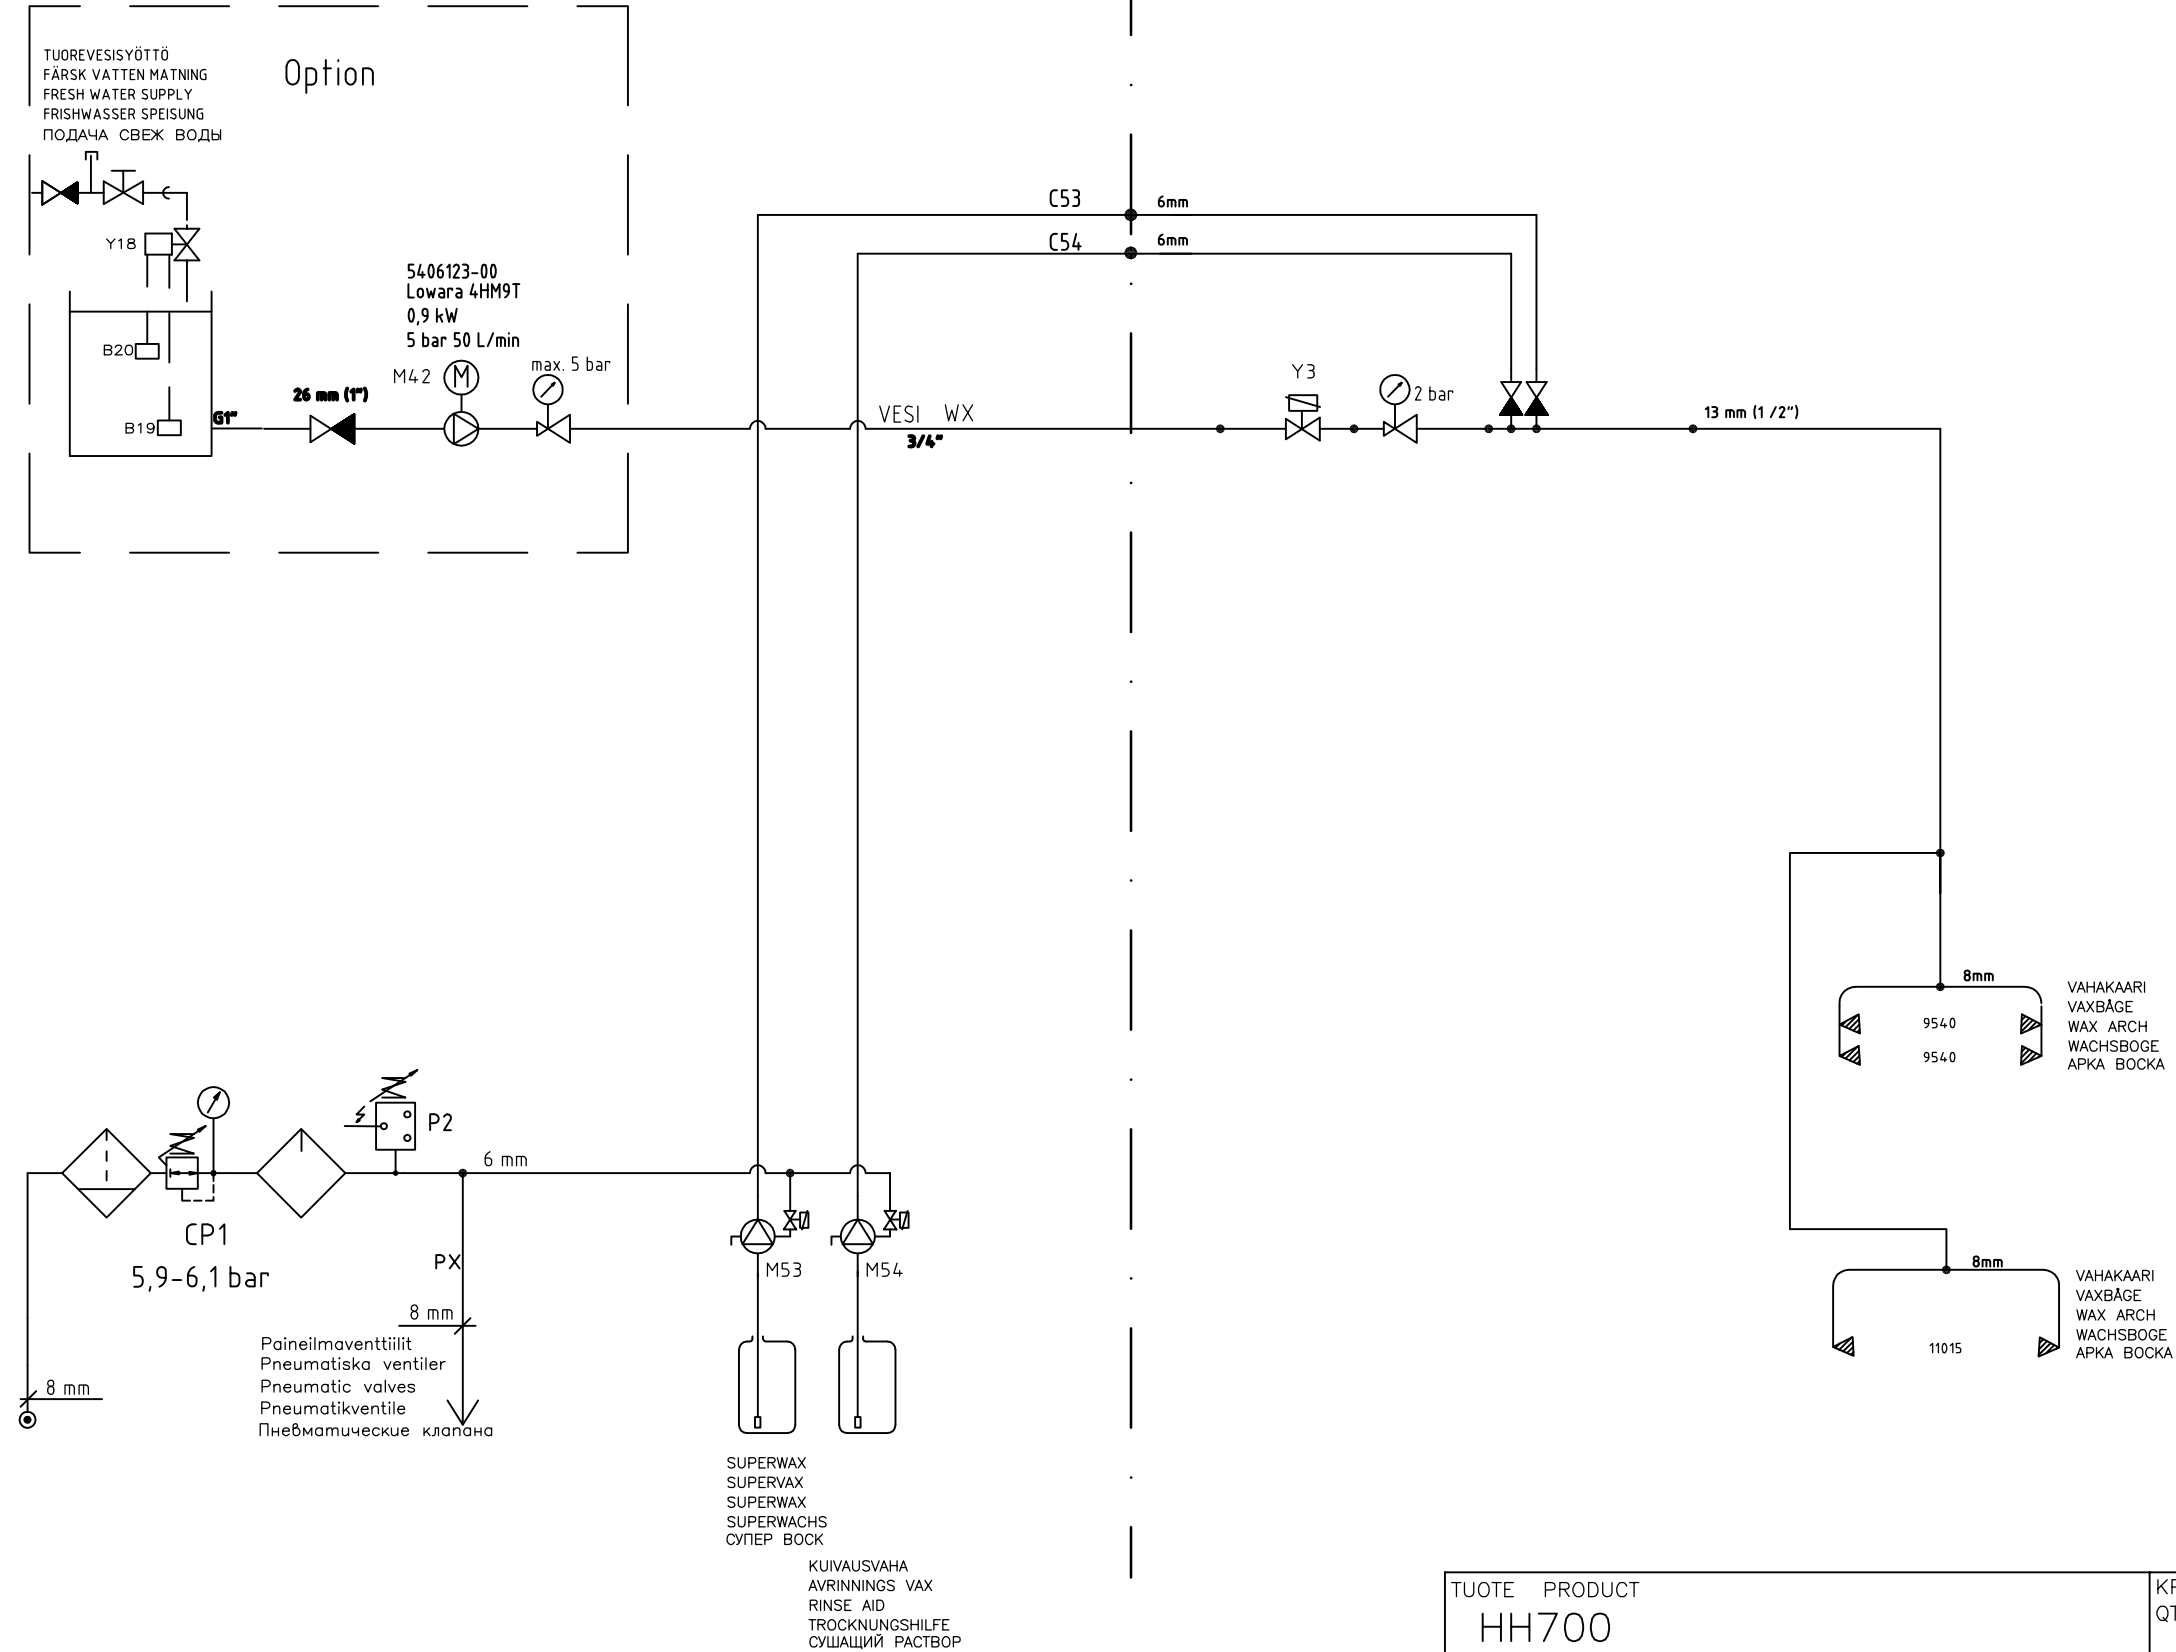 TUOREVESISYÖTTÖ
FÄRSK VATTEN MATNING
FRESH WATER SUPPLY
FRISHWASSER SPEISUNG
ПОДАЧА СВЕЖ ВОДЫ
Option
Y18
B20
B19
G1"
26 mm (1")
5406123-00
Lowara 4HM9T
0,9 kW
5 bar 50 L/min
M42
M
max. 5 bar
VESI WX
3/4"
C53
6mm
C54
6mm
Y3
2 bar
13 mm (1 /2")
8mm
VAHAKAARI
VAXBÅGE
WAX ARCH
WACHSBOGE
АРКА ВОСКА
9540
9540
8mm
VAHAKAARI
VAXBÅGE
WAX ARCH
WACHSBOGE
АРКА ВОСКА
11015
P2
6 mm
CP1
5,9-6,1 bar
PX
8 mm
8 mm
Paineilmaventtiilit
Pneumatiska ventiler
Pneumatic valves
Pneumatikventile
Пневматические клапана
M53
M54
SUPERWAX
SUPERVAX
SUPERWAX
SUPERWACHS
СУПЕР ВОСК
KUIVAUSVAHA
AVRINNINGS VAX
RINSE AID
TROCKNUNGSHILFE
СУШАЩИЙ РАСТВОР
TUOTE PRODUCT
HH700